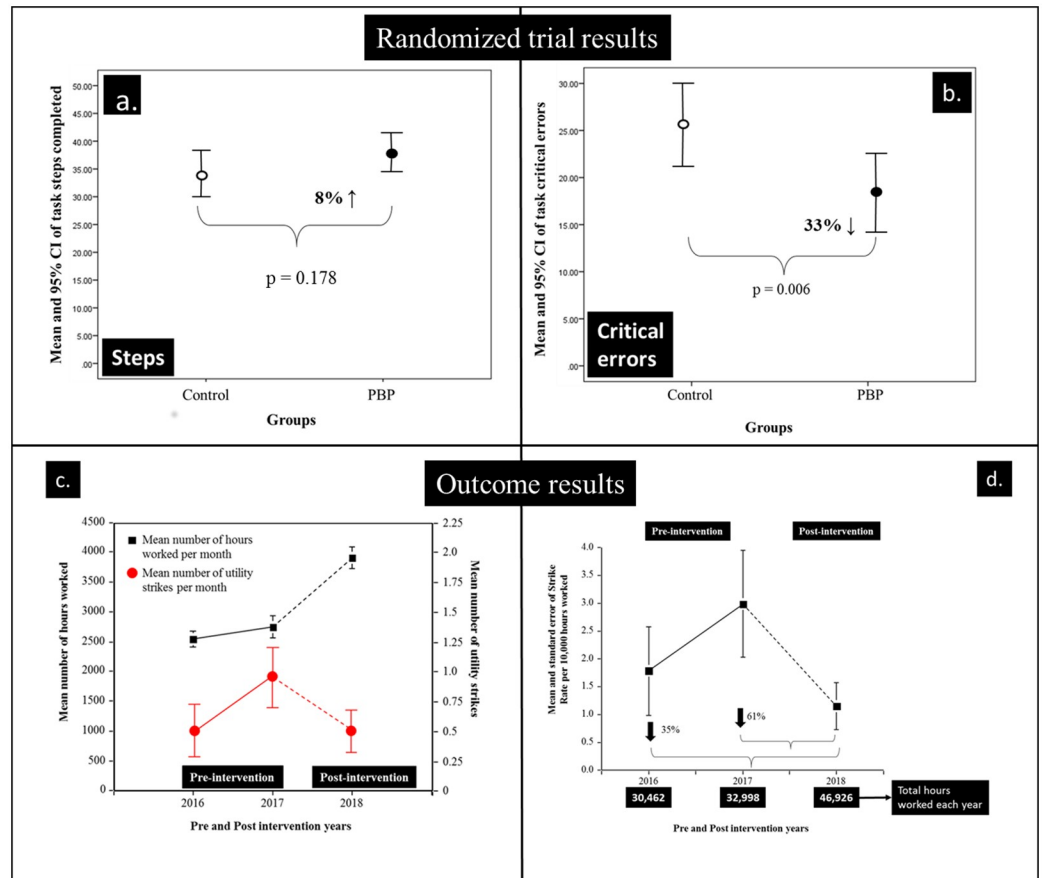 Randomized trial results
a.
Mean and 95% CI of task steps completed
50.00
45.00
40.00
35.00
30.00
25.00
20.00
15.00
10.00
5.00
.00
8% ↑
p = 0.178
Steps
Control
PBP
Groups
b.
Mean and 95% CI of task critical errors
30.00
25.00
20.00
15.00
10.00
5.00
.00
33% ↓
p = 0.006
Critical
errors
Control
PBP
Groups
Outcome results
c.
Mean number of hours worked
4500
4000
3500
3000
2500
2000
1500
1000
500
0
Mean number of hours
worked per month
Mean number of utility
strikes per month
2.25
2.0
1.75
1.5
1.25
1.0
0.75
0.5
0.25
0
Mean number of utility
strikes
Pre-intervention
Post-intervention
2016
2017
2018
Pre and Post intervention years
d.
Pre-intervention
Post-intervention
Mean and standard error of Strike
Rate per 10,000 hours worked
4.0
3.5
3.0
2.5
2.0
1.5
1.0
0.5
0.0
35%
61%
2016
2017
2018
30,462
32,998
46,926
Total hours
worked each year
Pre and Post intervention years